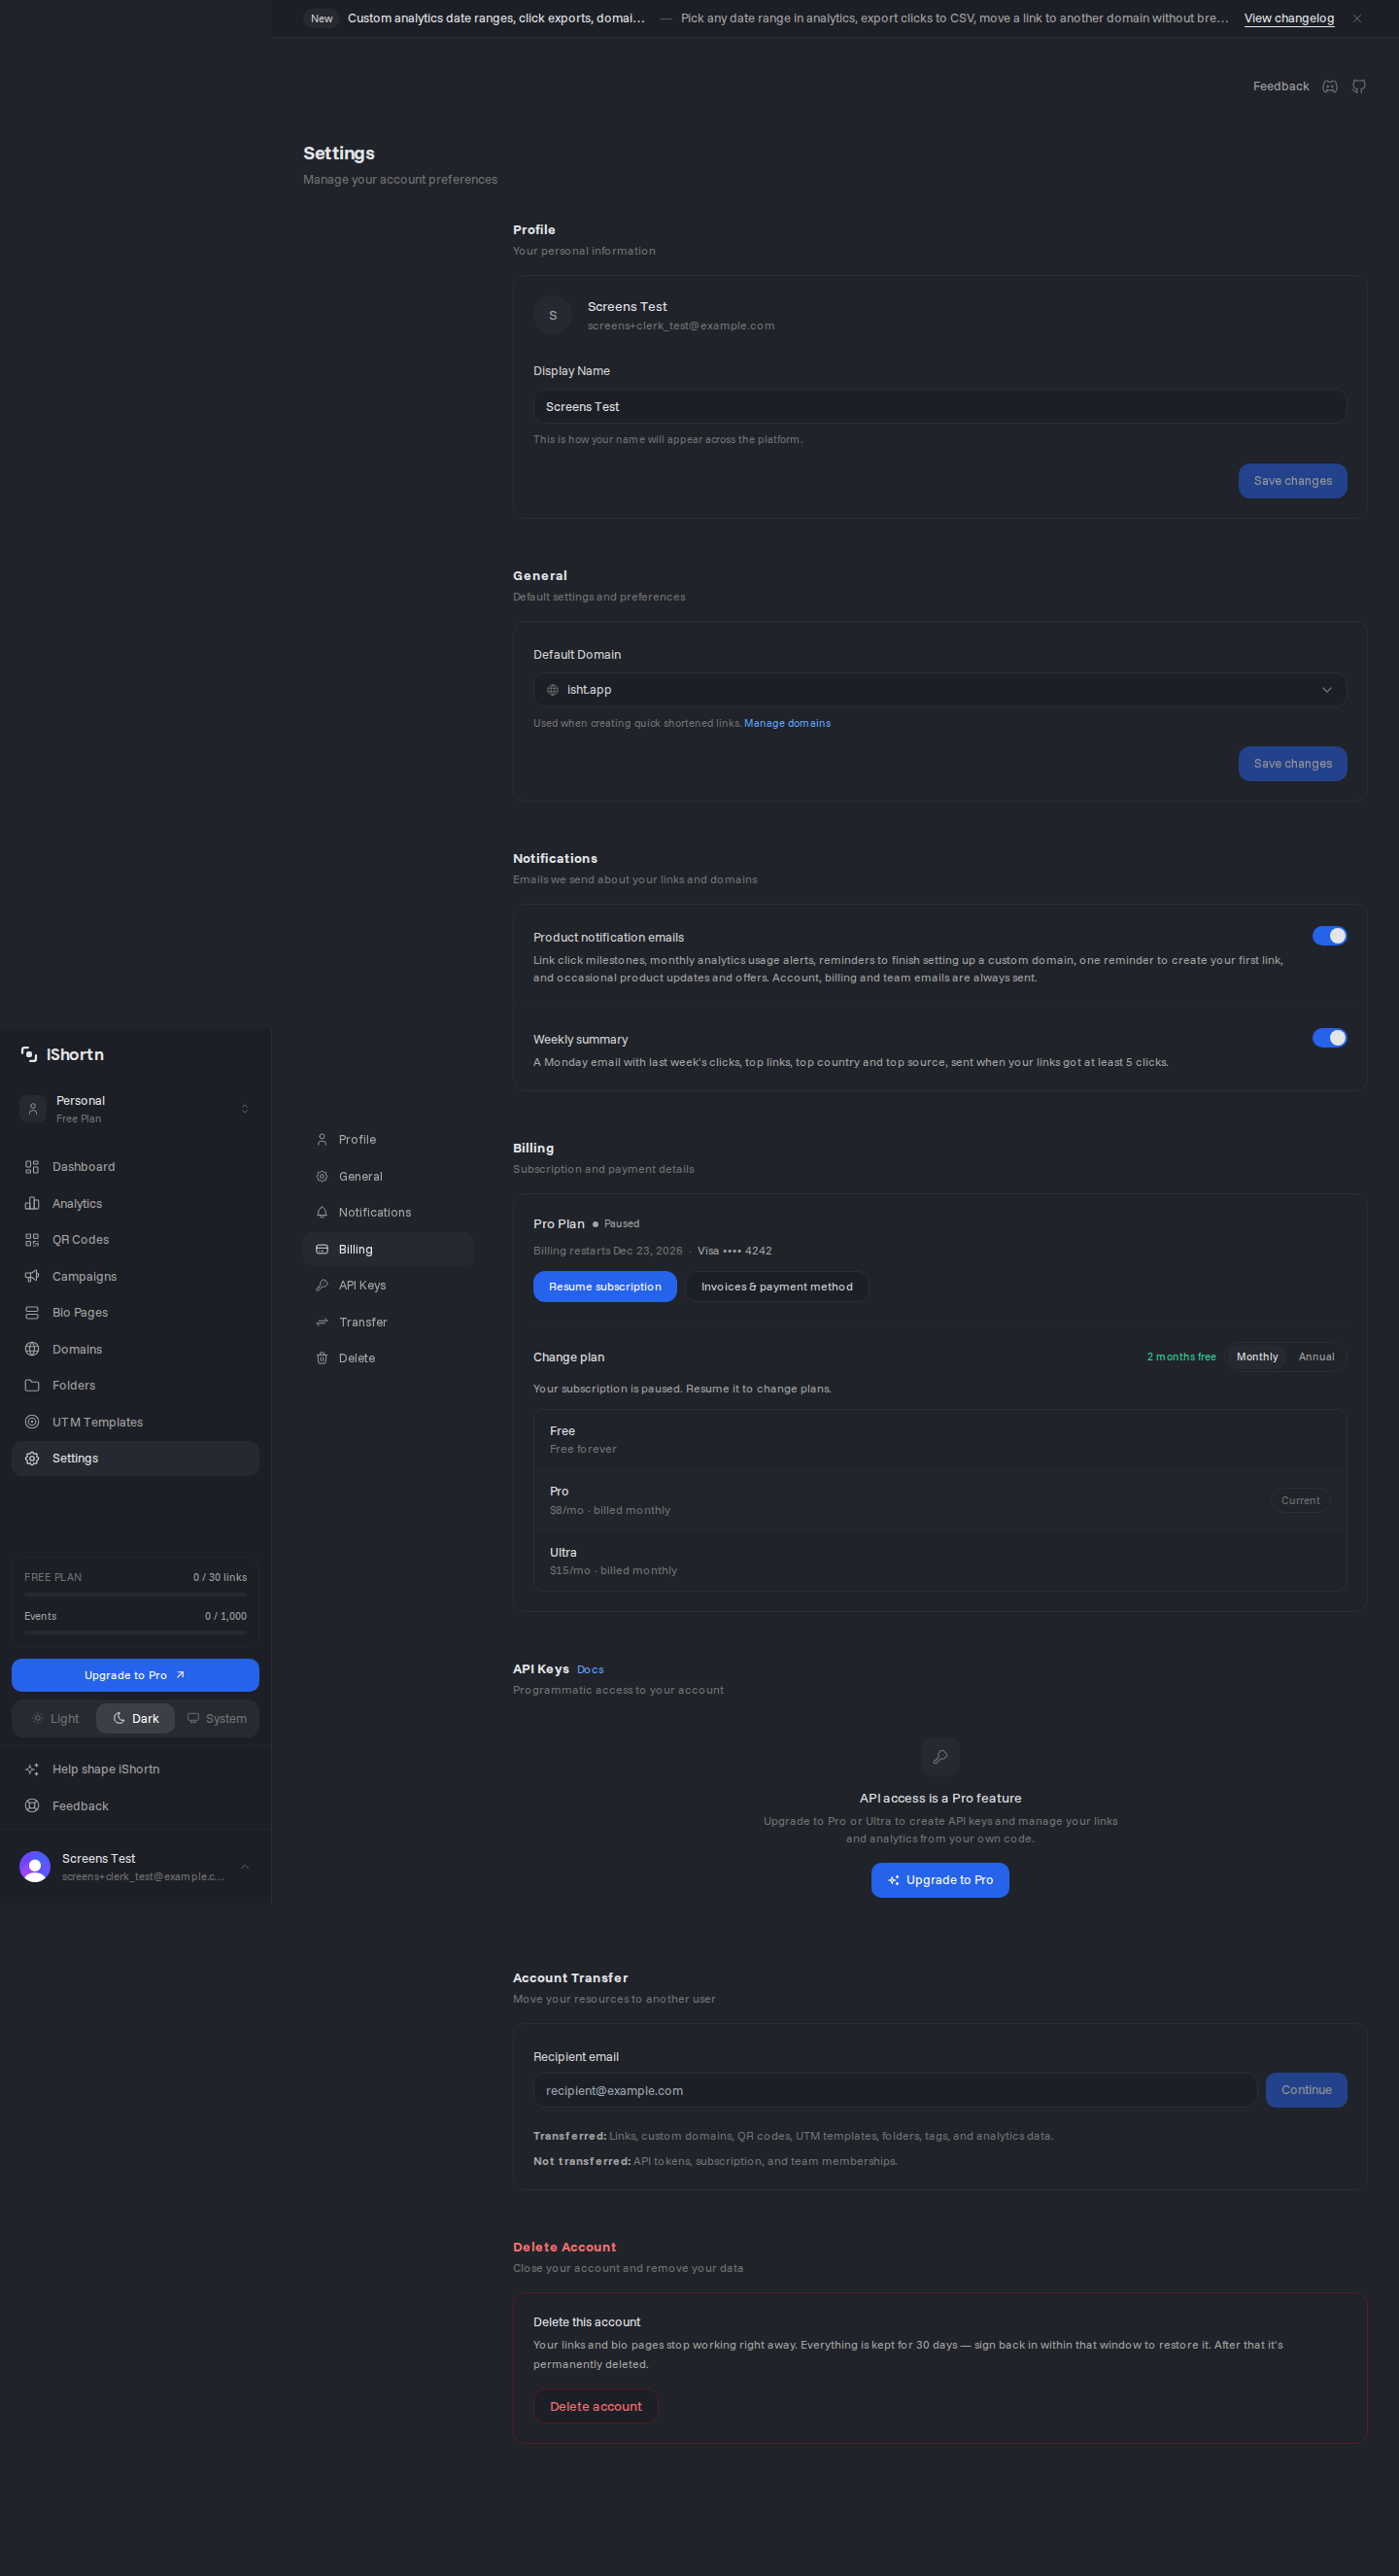 New Custom analytics date ranges, click exports, domai... — Pick any date range in analytics, export clicks to CSV, move a link to another domain without bre... View changelog
Feedback
Settings
Manage your account preferences
Profile
Your personal information
S
Screens Test
screens+clerk_test@example.com
Display Name
Screens Test
This is how your name will appear across the platform.
Save changes
General
Default settings and preferences
Default Domain
isht.app
Used when creating quick shortened links. Manage domains
Save changes
Notifications
Emails we send about your links and domains
Product notification emails
Link click milestones, monthly analytics usage alerts, reminders to finish setting up a custom domain, one reminder to create your first link,
and occasional product updates and offers. Account, billing and team emails are always sent.
Weekly summary
A Monday email with last week's clicks, top links, top country and top source, sent when your links got at least 5 clicks.
IShortn
Personal
Free Plan
Dashboard
Analytics
QR Codes
Campaigns
Bio Pages
Domains
Folders
UTM Templates
Settings
FREE PLAN 0 / 30 links
Events 0 / 1,000
Upgrade to Pro
Light Dark System
Help shape iShortn
Feedback
Screens Test
screens+clerk_test@example.c...
Profile
General
Notifications
Billing
API Keys
Transfer
Delete
Billing
Subscription and payment details
Pro Plan Paused
Billing restarts Dec 23, 2026 · Visa •••• 4242
Resume subscription Invoices & payment method
Change plan 2 months free Monthly Annual
Your subscription is paused. Resume it to change plans.
Free
Free forever
Pro
$8/mo · billed monthly
Current
Ultra
$15/mo · billed monthly
API Keys Docs
Programmatic access to your account
API access is a Pro feature
Upgrade to Pro or Ultra to create API keys and manage your links
and analytics from your own code.
Upgrade to Pro
Account Transfer
Move your resources to another user
Recipient email
recipient@example.com Continue
Transferred: Links, custom domains, QR codes, UTM templates, folders, tags, and analytics data.
Not transferred: API tokens, subscription, and team memberships.
Delete Account
Close your account and remove your data
Delete this account
Your links and bio pages stop working right away. Everything is kept for 30 days — sign back in within that window to restore it. After that it's
permanently deleted.
Delete account